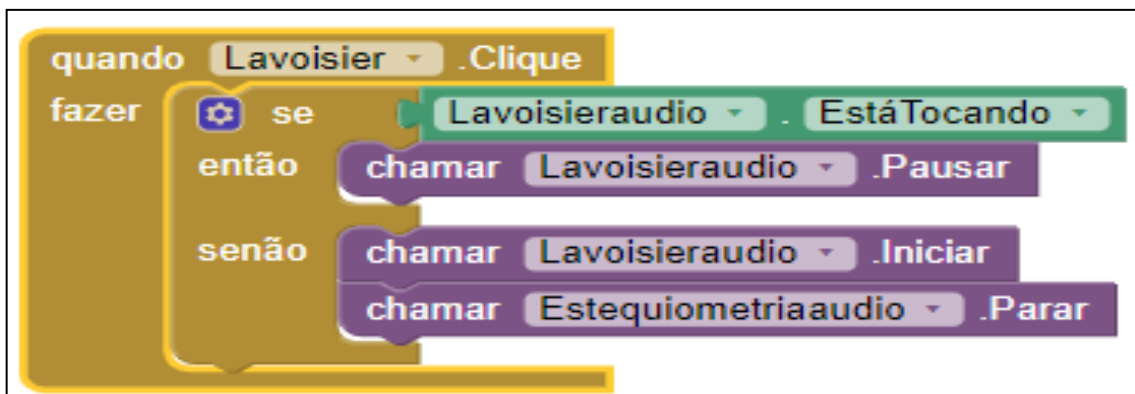 quando Lavoisier .Clique
fazer se Lavoisieraudio . EstáTocando
então chamar Lavoisieraudio .Pausar
senão chamar Lavoisieraudio .Iniciar
chamar Estequiometriaaudio .Parar